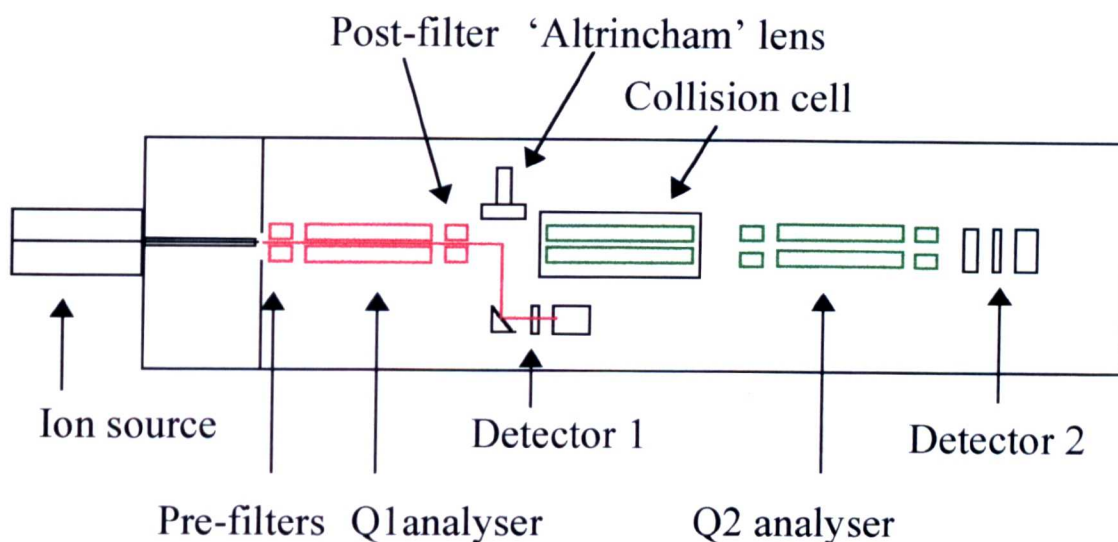 Post-filter 'Altrincham' lens
Collision cell
Ion source
Detector 1
Detector 2
Pre-filters Q1analyser
Q2 analyser